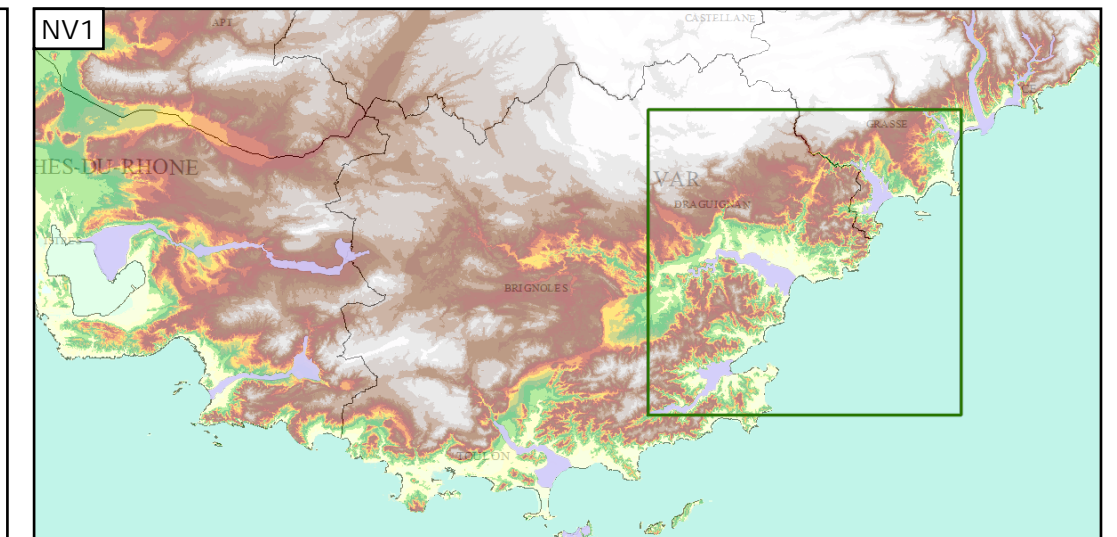 NV1
APT
CASTELLANE
GRASSE
HES-DU-RHONE
VAR
DRAGUIGNAN
BRIGNOLES
TOULON